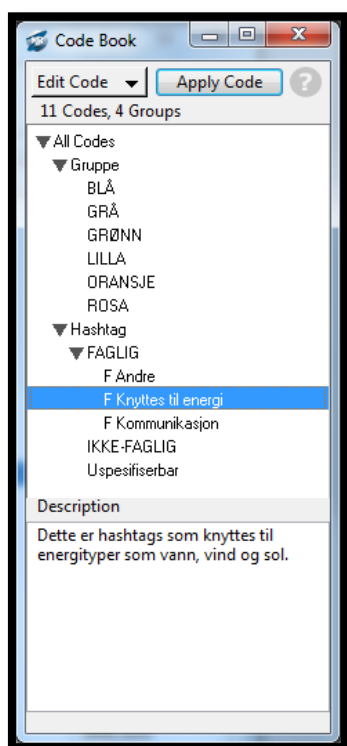 Code Book
Edit Code Apply Code ?
11 Codes, 4 Groups
All Codes
Gruppe
BLÅ
GRÅ
GRØNN
LILLA
ORANSJE
ROSA
Hashtag
FAGLIG
F Andre
F Knyttes til energi
F Kommunikasjon
IKKE-FAGLIG
Uspesifiserbar
Description
Dette er hashtags som knyttes til
energityper som vann, vind og sol.